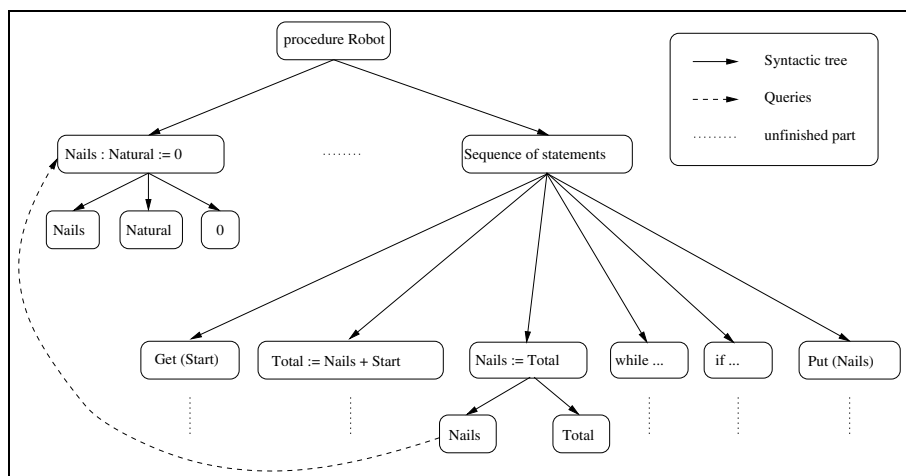 procedure Robot
Syntactic tree
Queries
unfinished part
Nails : Natural := 0
Sequence of statements
Nails
Natural
0
Get (Start)
Total := Nails + Start
Nails := Total
while ...
if ...
Put (Nails)
Nails
Total